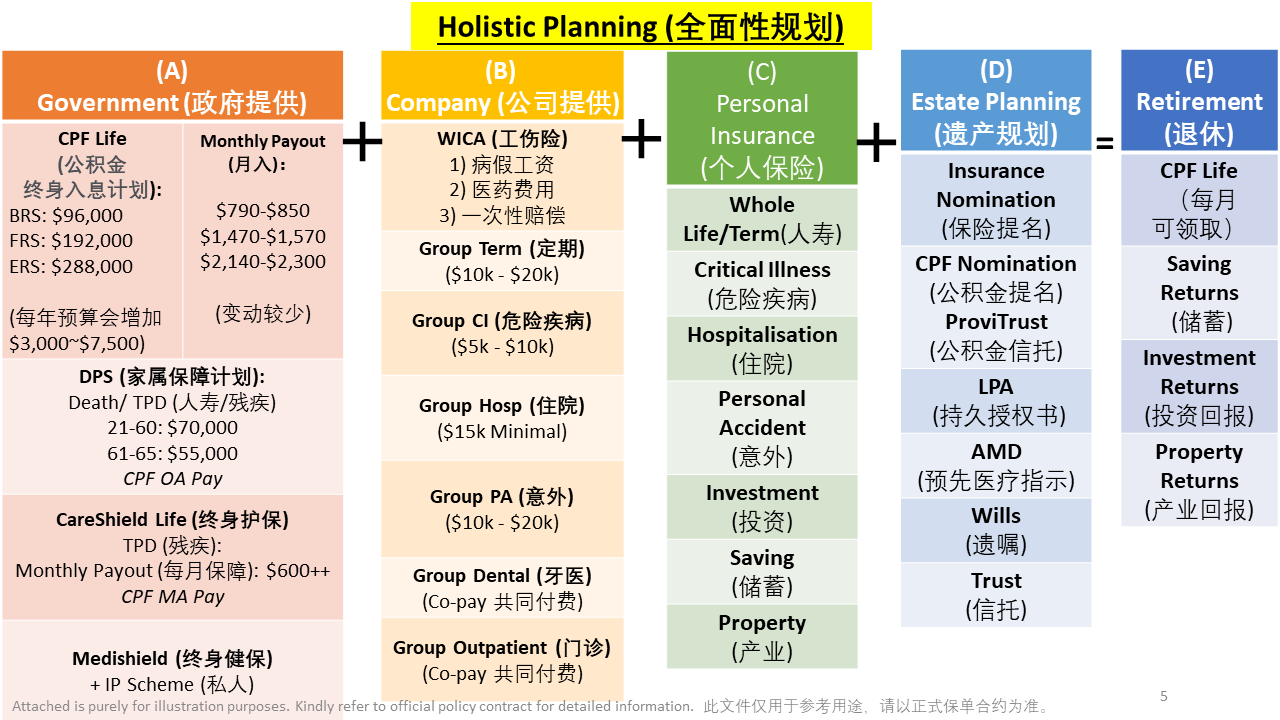 Holistic Planning (全面性规划)
(A)
Government (政府提供)
CPF Life
(公积金
终身入息计划):
BRS: $96,000
FRS: $192,000
ERS: $288,000
(每年预算会增加
$3,000~$7,500)
Monthly Payout
(月入):
$790-$850
$1,470-$1,570
$2,140-$2,300
(变动较少)
DPS (家属保障计划):
Death/ TPD (人寿/残疾)
21-60: $70,000
61-65: $55,000
CPF OA Pay
CareShield Life (终身护保)
TPD (残疾):
Monthly Payout (每月保障): $600++
CPF MA Pay
Medishield (终身健保)
+ IP Scheme (私人)
+
(B)
Company (公司提供)
WICA (工伤险)
1) 病假工资
2) 医药费用
3) 一次性赔偿
Group Term (定期)
($10k - $20k)
Group CI (危险疾病)
($5k - $10k)
Group Hosp (住院)
($15k Minimal)
Group PA (意外)
($10k - $20k)
Group Dental (牙医)
(Co-pay 共同付费)
Group Outpatient (门诊)
(Co-pay 共同付费)
+
(C)
Personal
Insurance
(个人保险)
Whole
Life/Term(人寿)
Critical Illness
(危险疾病)
Hospitalisation
(住院)
Personal
Accident
(意外)
Investment
(投资)
Saving
(储蓄)
Property
(产业)
+
(D)
Estate Planning
(遗产规划)
Insurance
Nomination
(保险提名)
CPF Nomination
(公积金提名)
ProviTrust
(公积金信托)
LPA
(持久授权书)
AMD
(预先医疗指示)
Wills
(遗嘱)
Trust
(信托)
=
(E)
Retirement
(退休)
CPF Life
（每月
可领取）
Saving
Returns
(储蓄)
Investment
Returns
(投资回报)
Property
Returns
(产业回报)
Attached is purely for illustration purposes. Kindly refer to official policy contract for detailed information. 此文件仅用于参考用途，请以正式保单合约为准。
5